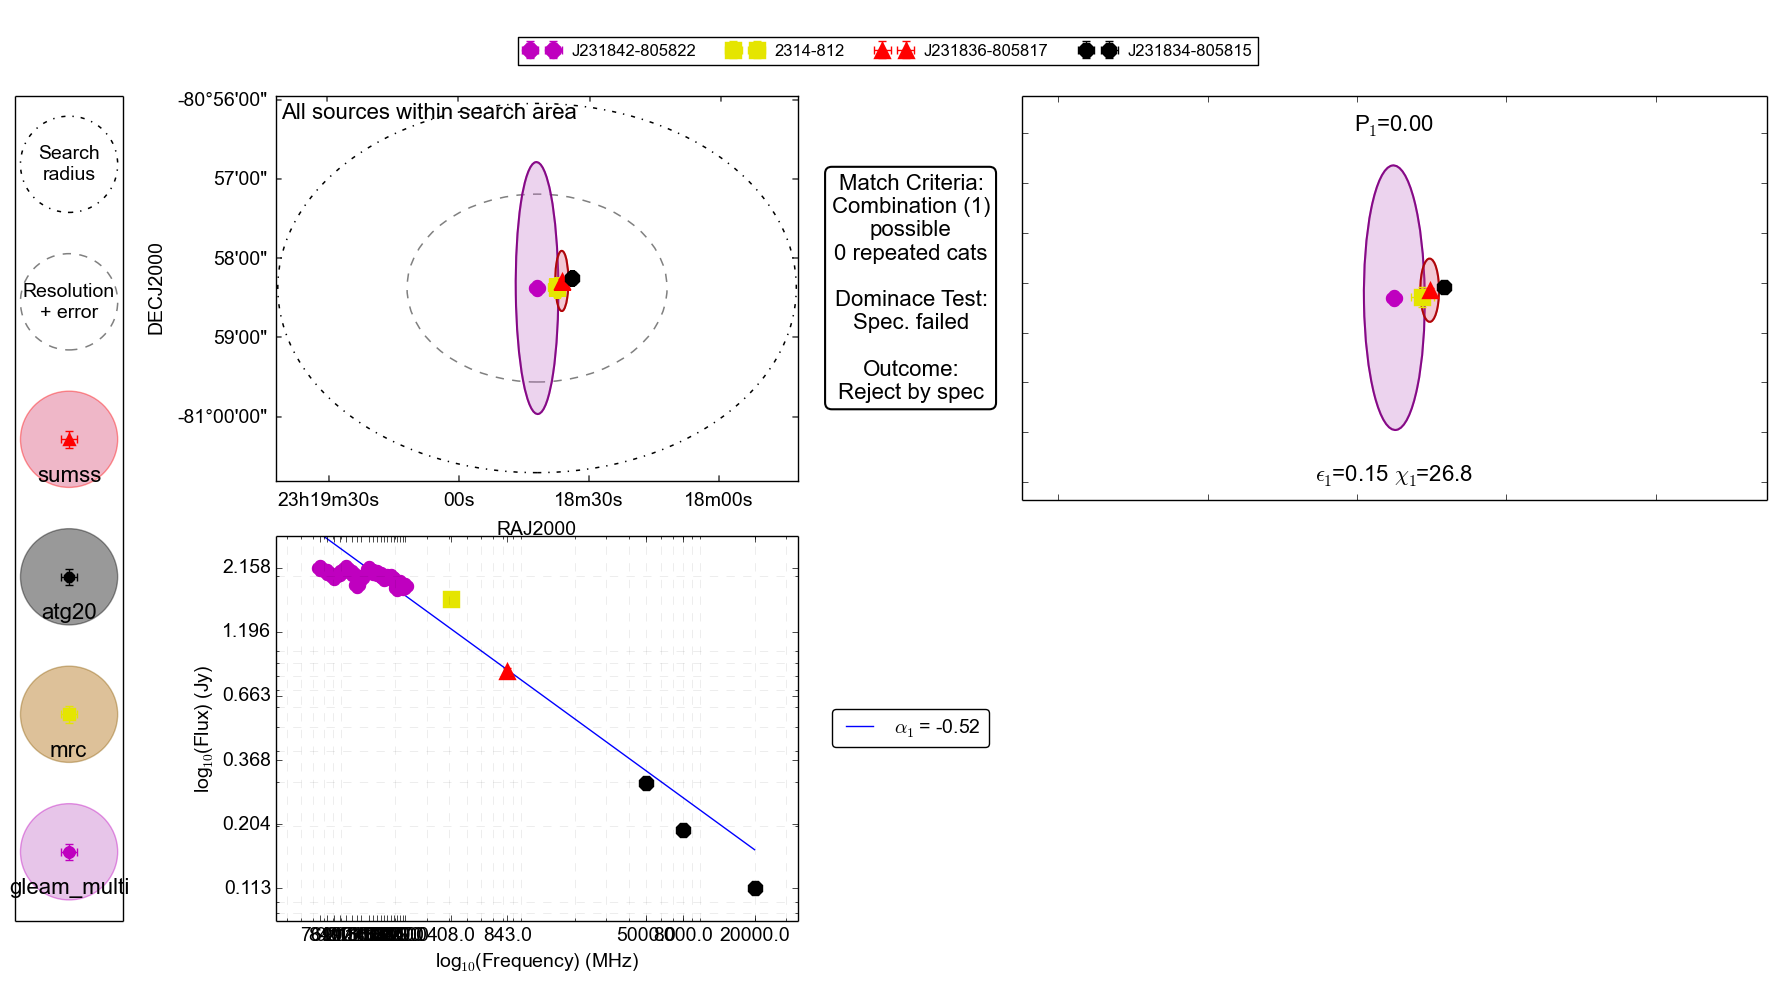 J231842-805822 2314-812 J231836-805817 J231834-805815
Search
radius
Resolution
+ error
sumss
atg20
mrc
gleam_multi
All sources within search area
-80°56'00"
57'00"
58'00"
59'00"
-81°00'00"
DECJ2000
23h19m30s 00s 18m30s 18m00s
RAJ2000
Match Criteria:
Combination (1)
possible
0 repeated cats
Dominace Test:
Spec. failed
Outcome:
Reject by spec
P₁=0.00
ϵ₁=0.15 χ₁=26.8
2.158
1.196
0.663
0.368
0.204
0.113
log₁₀(Flux) (Jy)
408.0 843.0 5000.0 8000.0 20000.0
log₁₀(Frequency) (MHz)
α₁ = -0.52